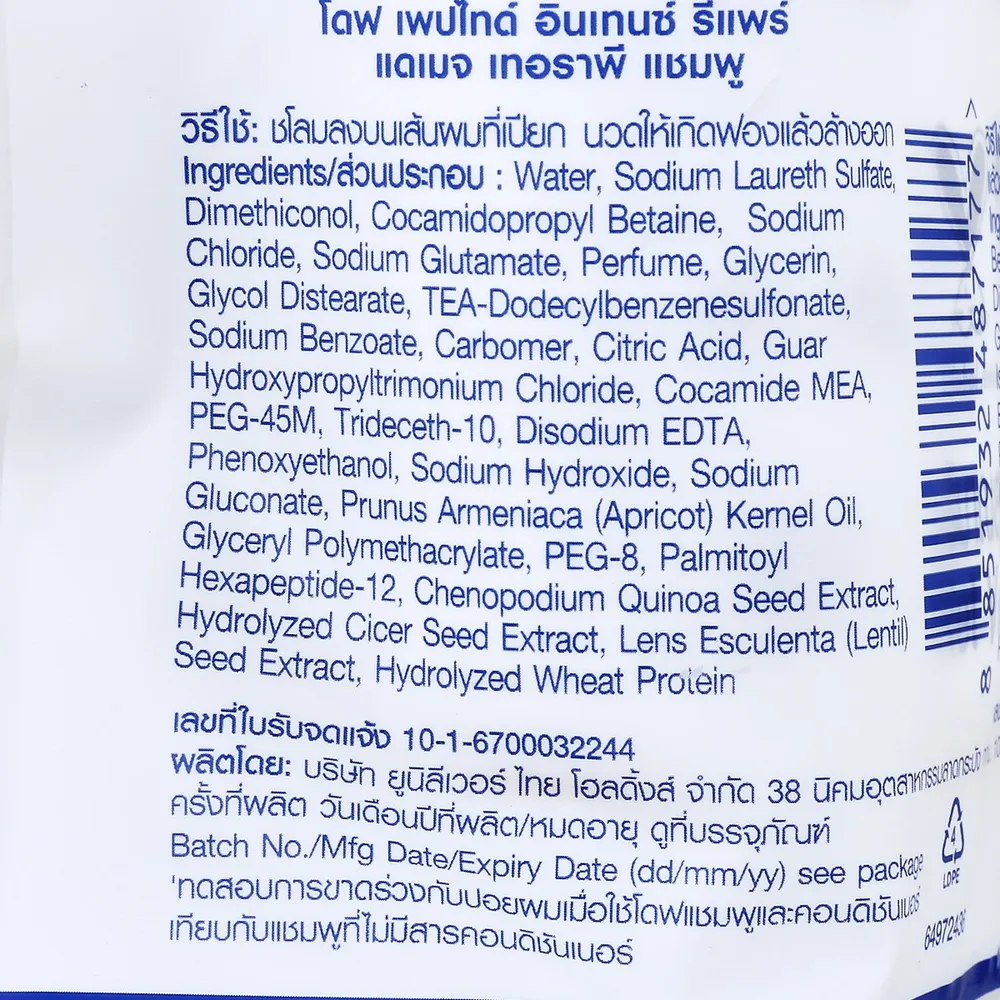 โดฟ เพปไทด์ อินเทนซ์ รีแพร์
แดเมจ เทอราพี แชมพู
วิธีใช้: ชโลมลงบนเส้นผมที่เปียก นวดให้เกิดฟองแล้วล้างออก
Ingredients/ส่วนประกอบ : Water, Sodium Laureth Sulfate,
Dimethiconol, Cocamidopropyl Betaine, Sodium
Chloride, Sodium Glutamate, Perfume, Glycerin,
Glycol Distearate, TEA-Dodecylbenzenesulfonate,
Sodium Benzoate, Carbomer, Citric Acid, Guar
Hydroxypropyltrimonium Chloride, Cocamide MEA,
PEG-45M, Trideceth-10, Disodium EDTA,
Phenoxyethanol, Sodium Hydroxide, Sodium
Gluconate, Prunus Armeniaca (Apricot) Kernel Oil,
Glyceryl Polymethacrylate, PEG-8, Palmitoyl
Hexapeptide-12, Chenopodium Quinoa Seed Extract,
Hydrolyzed Cicer Seed Extract, Lens Esculenta (Lentil)
Seed Extract, Hydrolyzed Wheat Protein
เลขที่ใบรับจดแจ้ง 10-1-6700032244
ผลิตโดย: บริษัท ยูนิลีเวอร์ ไทย โฮลดิ้งส์ จำกัด 38 นิคมอุตสาหกรรมลาดกระบัง
ครั้งที่ผลิต วันเดือนปีที่ผลิต/หมดอายุ ดูที่บรรจุภัณฑ์
Batch No./Mfg Date/Expiry Date (dd/mm/yy) see package
'ทดสอบการขาดร่วงกับปอยผมเมื่อใช้โดฟแชมพูและคอนดิชันเนอร์
เทียบกับแชมพูที่ไม่มีสารคอนดิชันเนอร์
8 851932 487177
4
LDPE